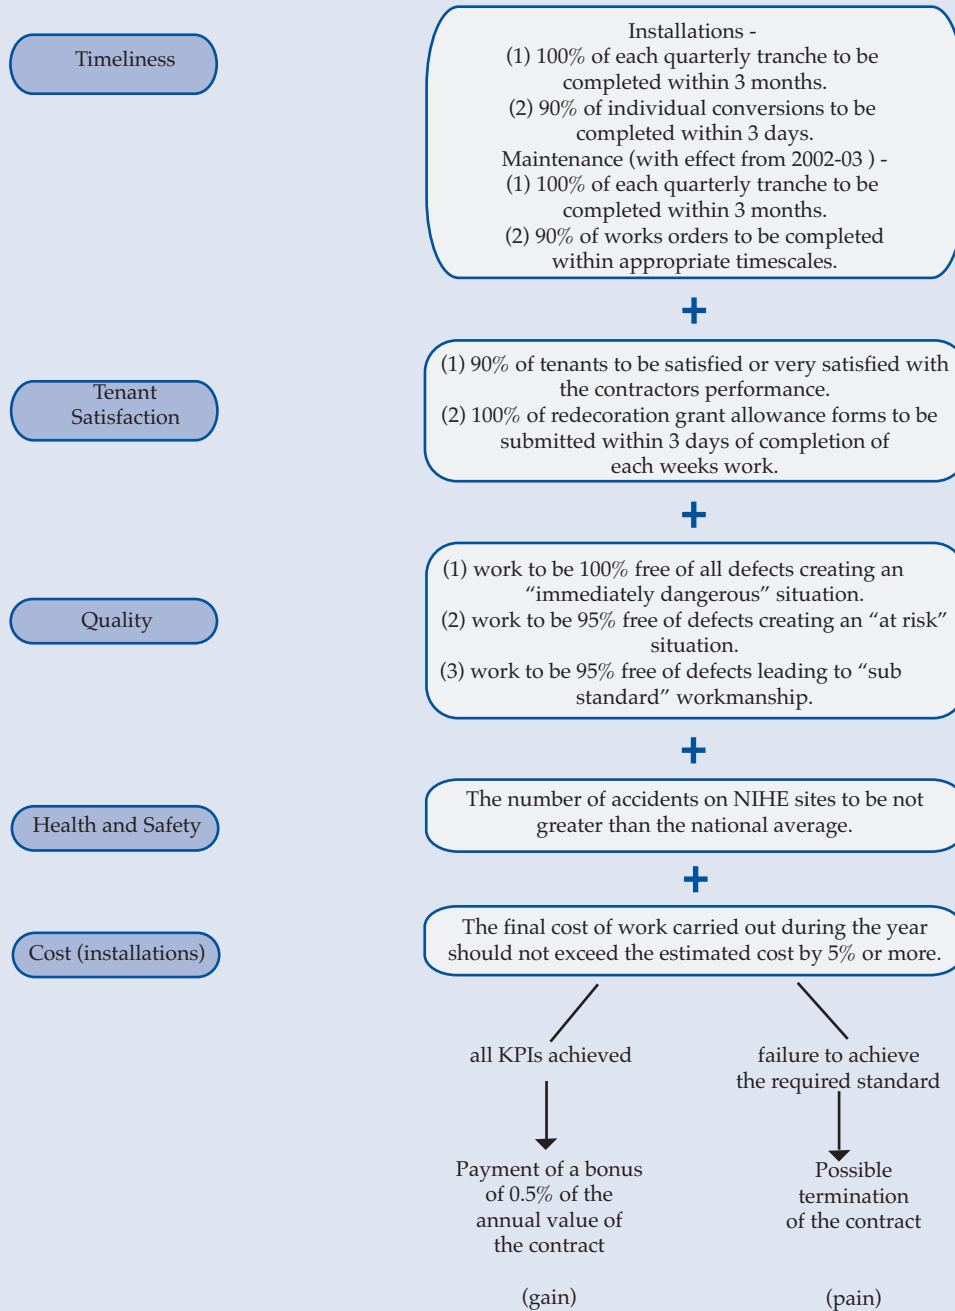 Timeliness
Installations -
(1) 100% of each quarterly tranche to be
completed within 3 months.
(2) 90% of individual conversions to be
completed within 3 days.
Maintenance (with effect from 2002-03 ) -
(1) 100% of each quarterly tranche to be
completed within 3 months.
(2) 90% of works orders to be completed
within appropriate timescales.
+
Tenant
Satisfaction
(1) 90% of tenants to be satisfied or very satisfied with
the contractors performance.
(2) 100% of redecoration grant allowance forms to be
submitted within 3 days of completion of
each weeks work.
+
Quality
(1) work to be 100% free of all defects creating an
“immediately dangerous” situation.
(2) work to be 95% free of defects creating an “at risk”
situation.
(3) work to be 95% free of defects leading to “sub
standard” workmanship.
+
Health and Safety
The number of accidents on NIHE sites to be not
greater than the national average.
+
Cost (installations)
The final cost of work carried out during the year
should not exceed the estimated cost by 5% or more.
all KPIs achieved
failure to achieve
the required standard
Payment of a bonus
of 0.5% of the
annual value of
the contract
Possible
termination
of the contract
(gain)
(pain)